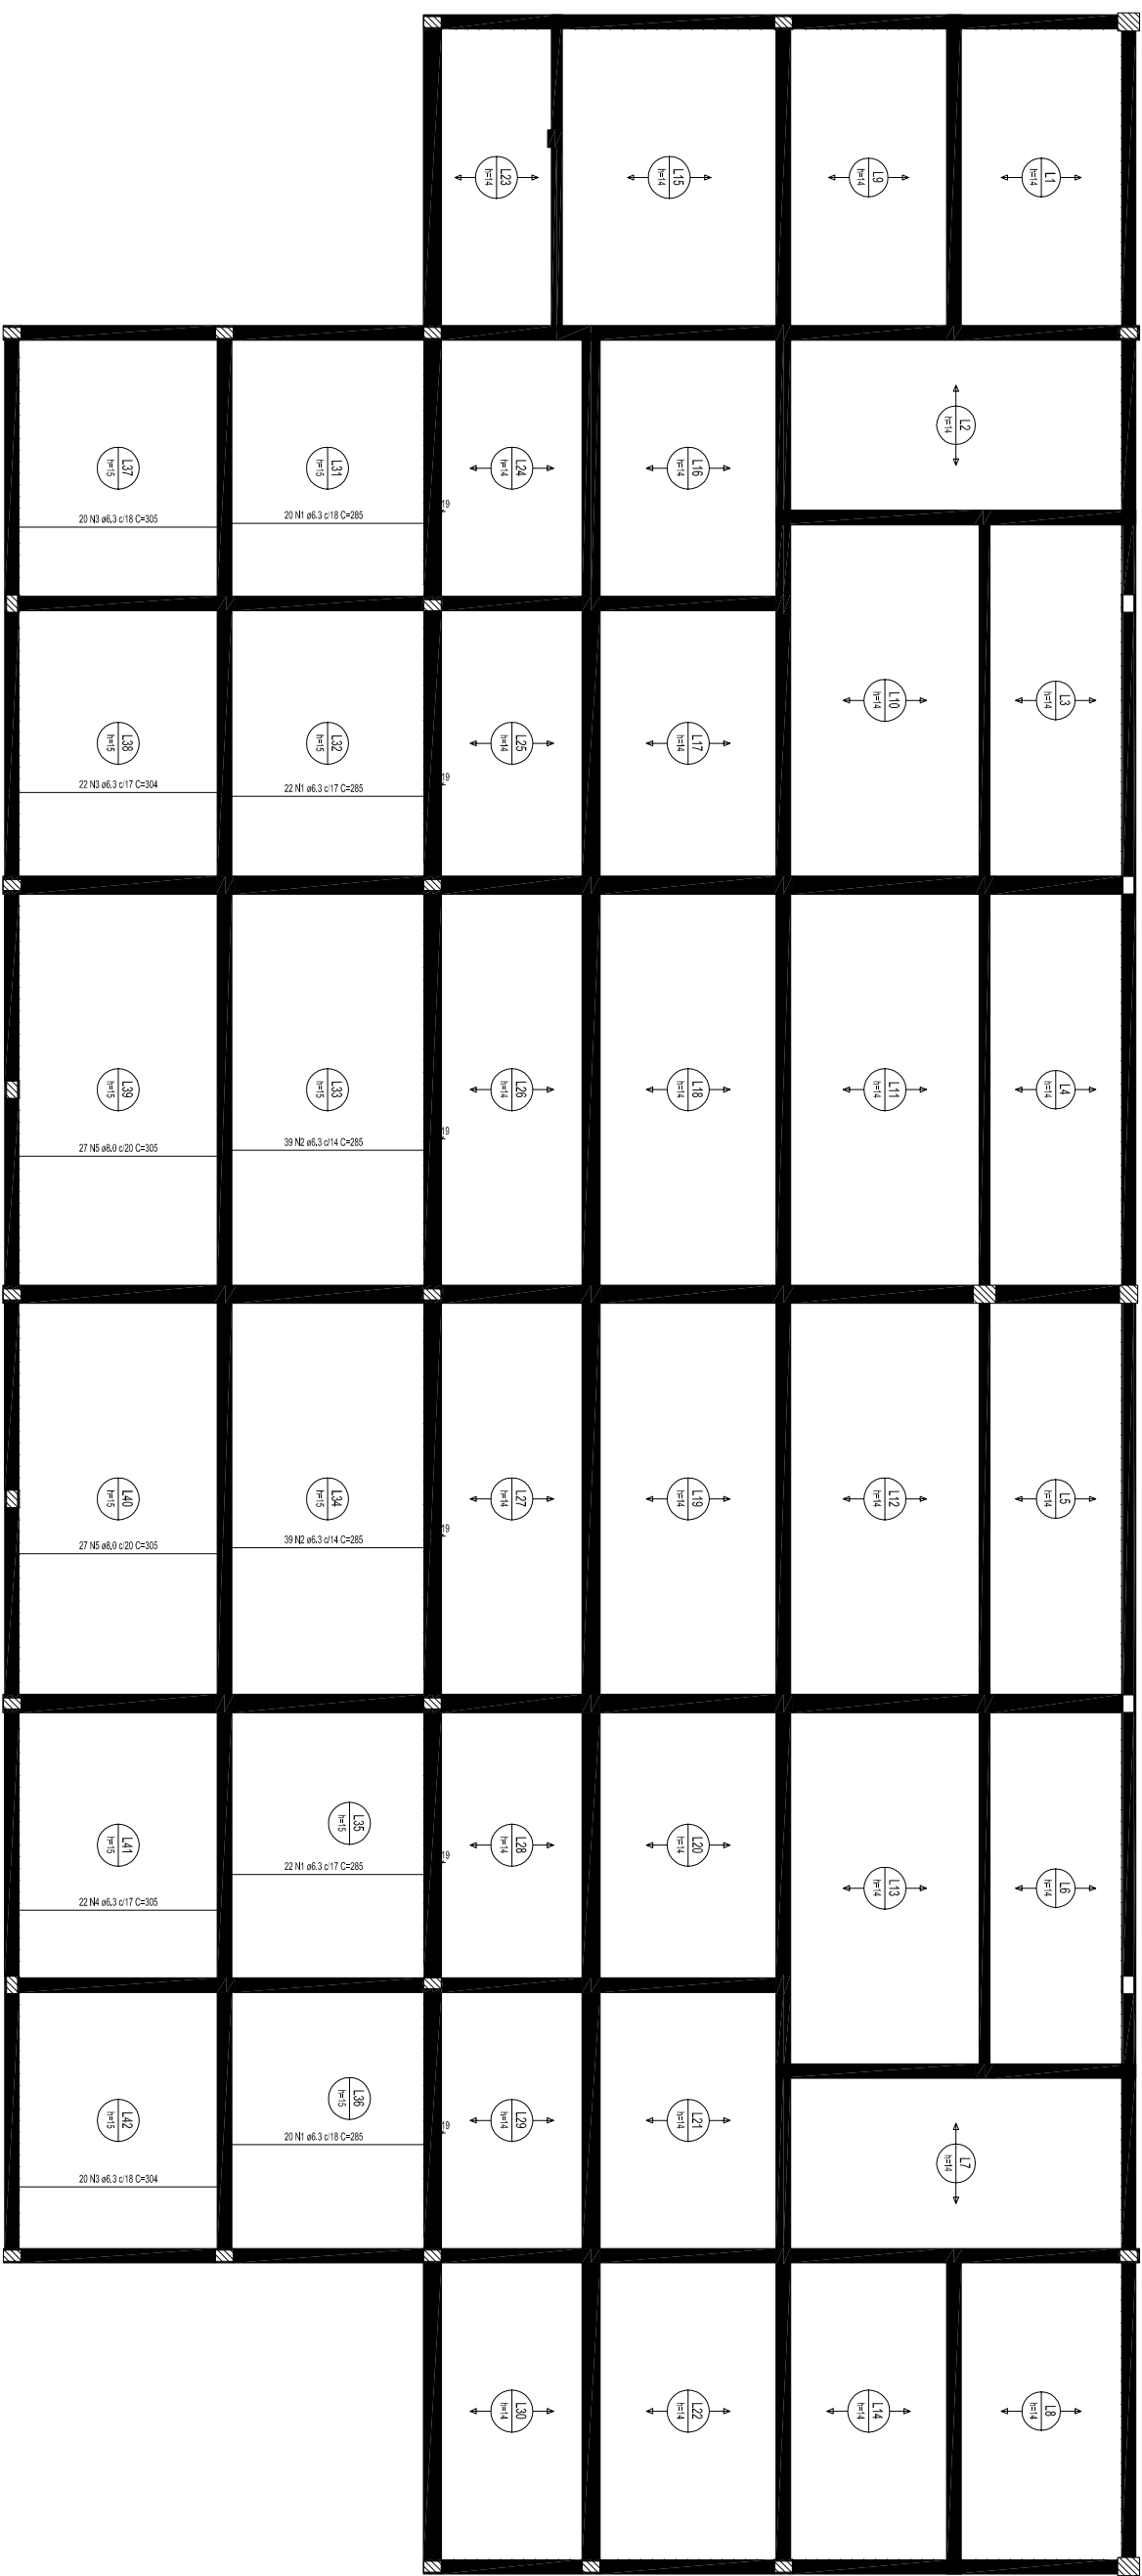 L23
h=14
L15
h=14
L9
h=14
L1
h=14
L2
h=14
L37
h=15
L31
h=15
L24
h=14
L16
h=14
19
20 N3 ø6.3 c/18 C=305
20 N1 ø6.3 c/18 C=285
L10
h=14
L3
h=14
L38
h=15
L32
h=15
L25
h=14
L17
h=14
19
22 N3 ø6.3 c/17 C=304
22 N1 ø6.3 c/17 C=285
L39
h=15
L33
h=15
L26
h=14
L18
h=14
L11
h=14
L4
h=14
19
27 N5 ø8.0 c/20 C=305
39 N2 ø6.3 c/14 C=285
L40
h=15
L34
h=15
L27
h=14
L19
h=14
L12
h=14
L5
h=14
19
27 N5 ø8.0 c/20 C=305
39 N2 ø6.3 c/14 C=285
L35
h=15
L41
h=15
L28
h=14
L20
h=14
L13
h=14
L6
h=14
19
22 N4 ø6.3 c/17 C=305
22 N1 ø6.3 c/17 C=285
L36
h=15
L42
h=15
L29
h=14
L21
h=14
L7
h=14
19
20 N3 ø6.3 c/18 C=304
20 N1 ø6.3 c/18 C=285
L30
h=14
L22
h=14
L14
h=14
L8
h=14